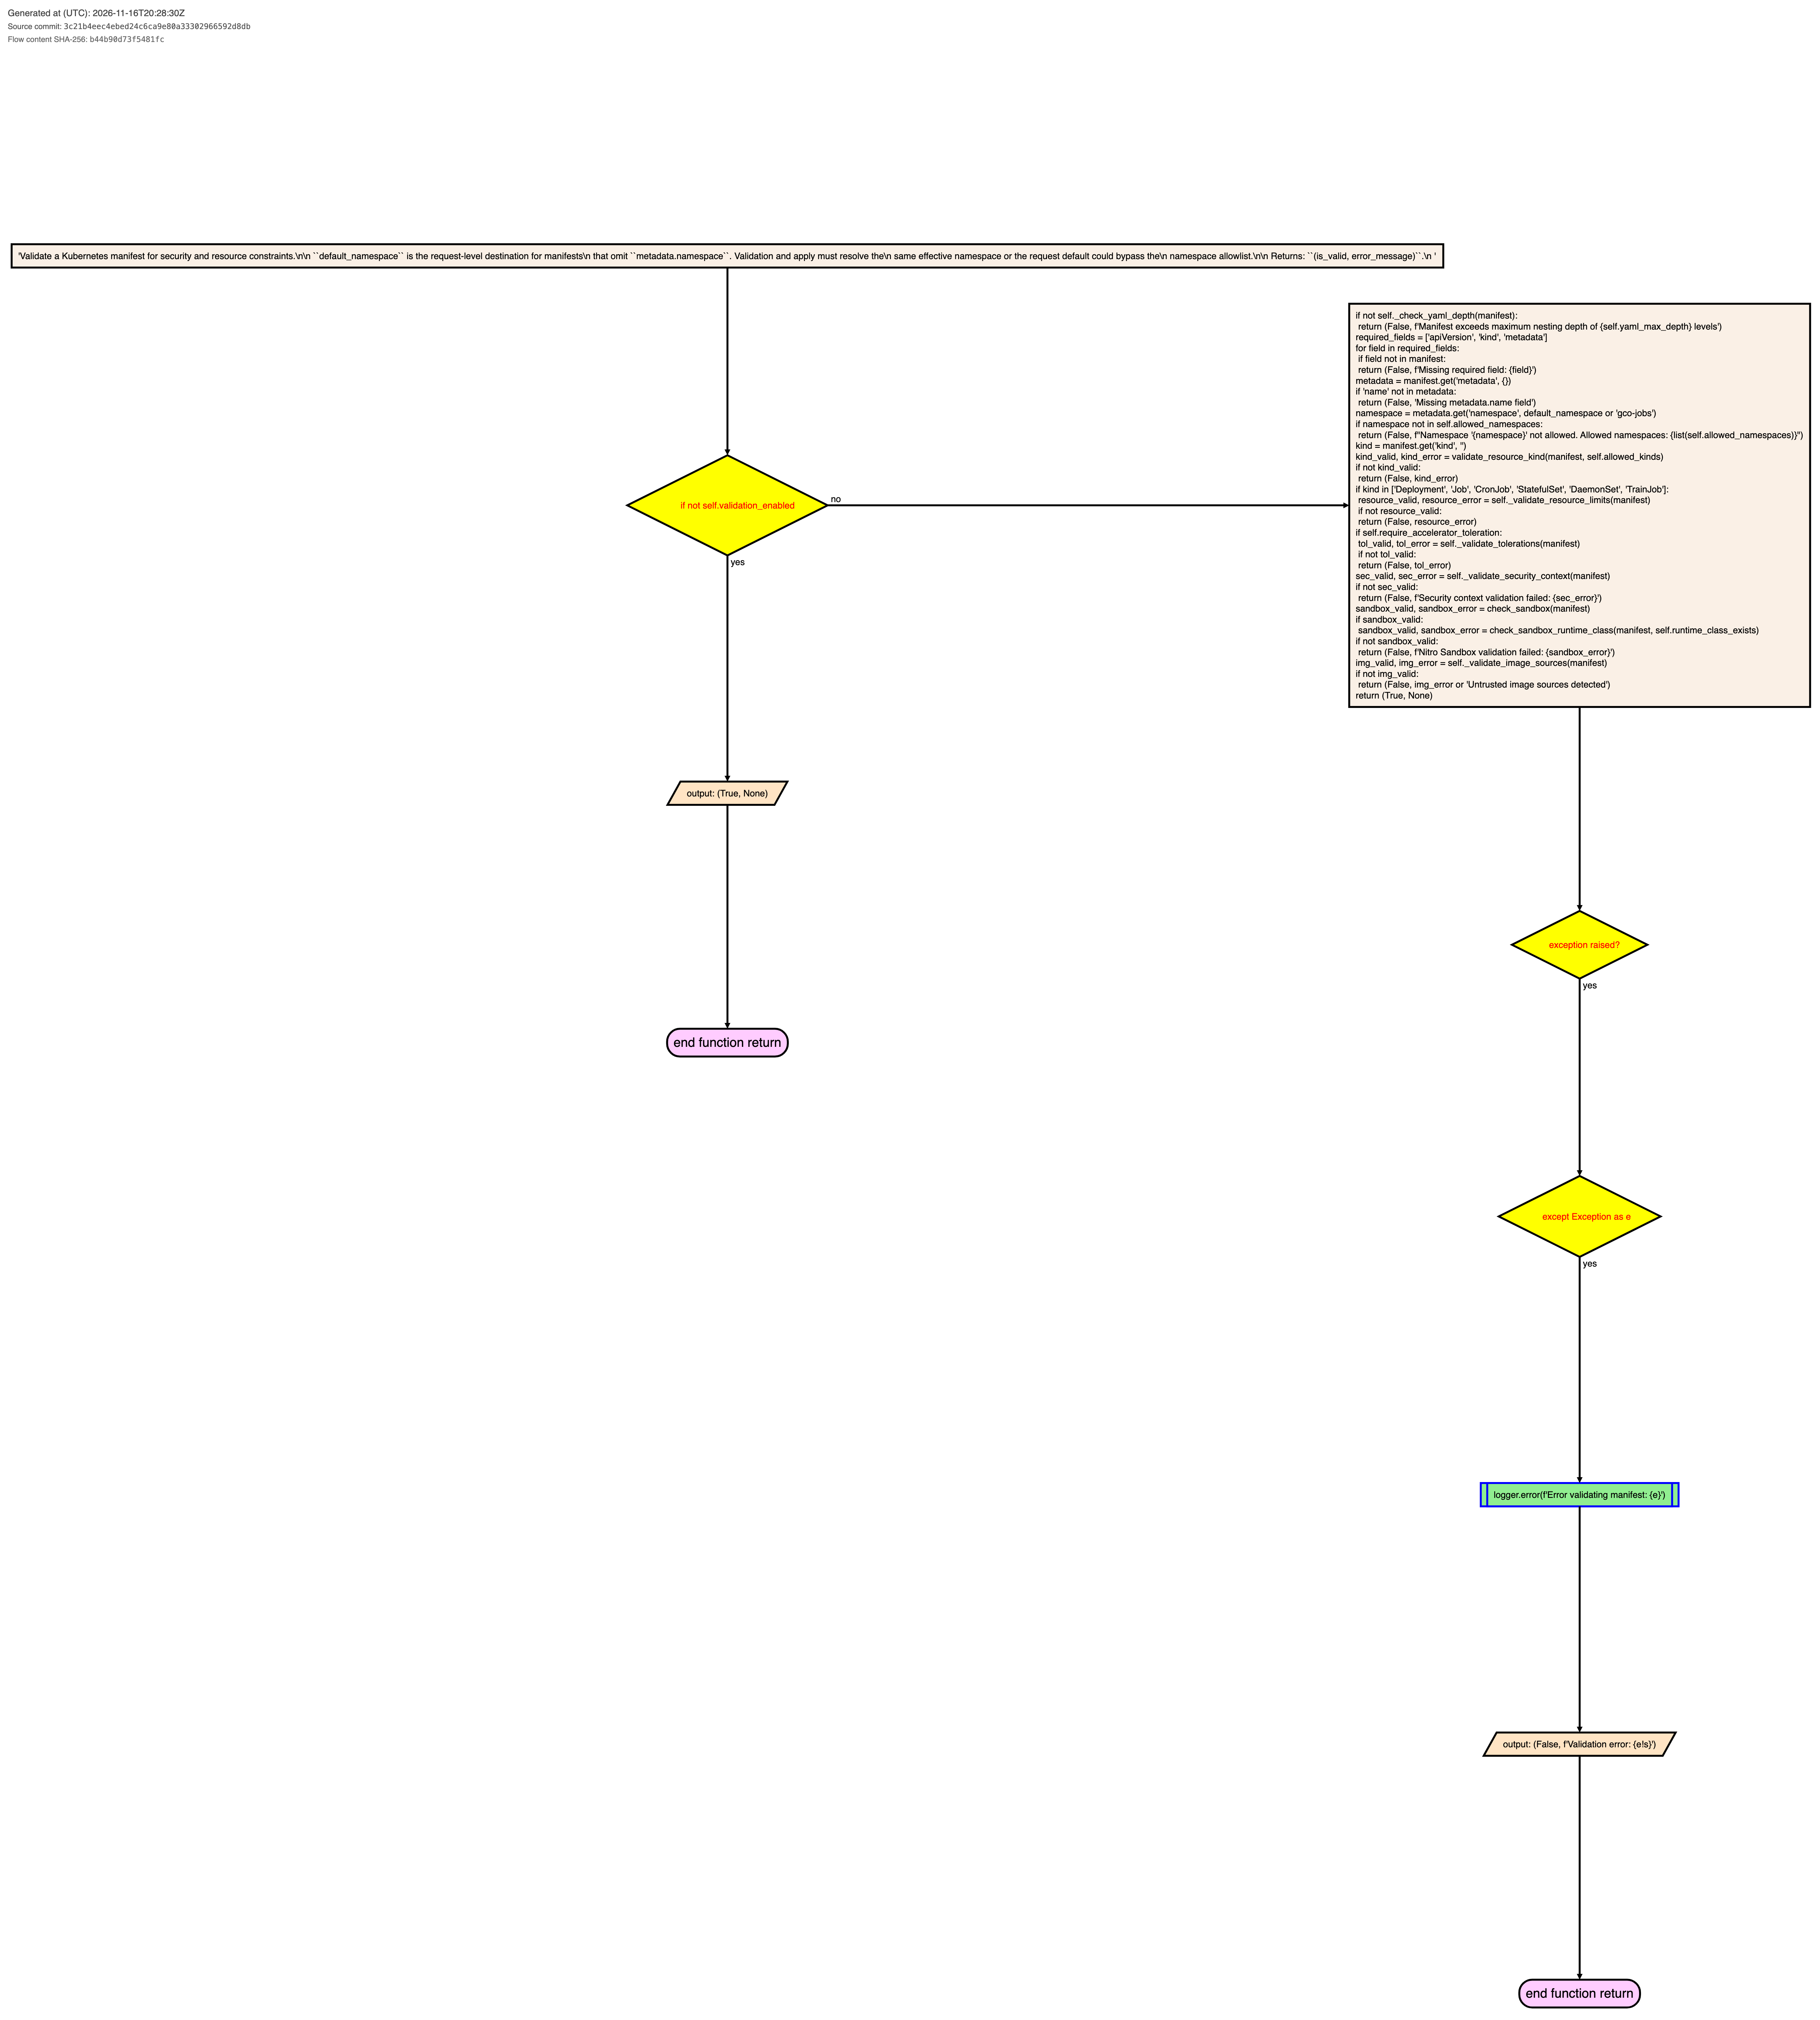 Generated at (UTC): 2026-11-16T20:28:30Z
Source commit: 3c21b4eec4ebed24c6ca9e80a33302966592d8db
Flow content SHA-256: b44b90d73f5481fc
'Validate a Kubernetes manifest for security and resource constraints.\n\n ``default_namespace`` is the request-level destination for manifests\n that omit ``metadata.namespace``. Validation and apply must resolve the\n same effective namespace or the request default could bypass the\n namespace allowlist.\n\n Returns: ``(is_valid, error_message)``.\n '
if not self._check_yaml_depth(manifest):
 return (False, f'Manifest exceeds maximum nesting depth of {self.yaml_max_depth} levels')
required_fields = ['apiVersion', 'kind', 'metadata']
for field in required_fields:
 if field not in manifest:
 return (False, f'Missing required field: {field}')
metadata = manifest.get('metadata', {})
if 'name' not in metadata:
 return (False, 'Missing metadata.name field')
namespace = metadata.get('namespace', default_namespace or 'gco-jobs')
if namespace not in self.allowed_namespaces:
 return (False, f"Namespace '{namespace}' not allowed. Allowed namespaces: {list(self.allowed_namespaces)}")
kind = manifest.get('kind', '')
kind_valid, kind_error = validate_resource_kind(manifest, self.allowed_kinds)
if not kind_valid:
 return (False, kind_error)
if kind in ['Deployment', 'Job', 'CronJob', 'StatefulSet', 'DaemonSet', 'TrainJob']:
 resource_valid, resource_error = self._validate_resource_limits(manifest)
 if not resource_valid:
 return (False, resource_error)
if self.require_accelerator_toleration:
 tol_valid, tol_error = self._validate_tolerations(manifest)
 if not tol_valid:
 return (False, tol_error)
sec_valid, sec_error = self._validate_security_context(manifest)
if not sec_valid:
 return (False, f'Security context validation failed: {sec_error}')
sandbox_valid, sandbox_error = check_sandbox(manifest)
if sandbox_valid:
 sandbox_valid, sandbox_error = check_sandbox_runtime_class(manifest, self.runtime_class_exists)
if not sandbox_valid:
 return (False, f'Nitro Sandbox validation failed: {sandbox_error}')
img_valid, img_error = self._validate_image_sources(manifest)
if not img_valid:
 return (False, img_error or 'Untrusted image sources detected')
return (True, None)
if not self.validation_enabled
no
yes
output: (True, None)
end function return
exception raised?
yes
except Exception as e
yes
logger.error(f'Error validating manifest: {e}')
output: (False, f'Validation error: {e!s}')
end function return